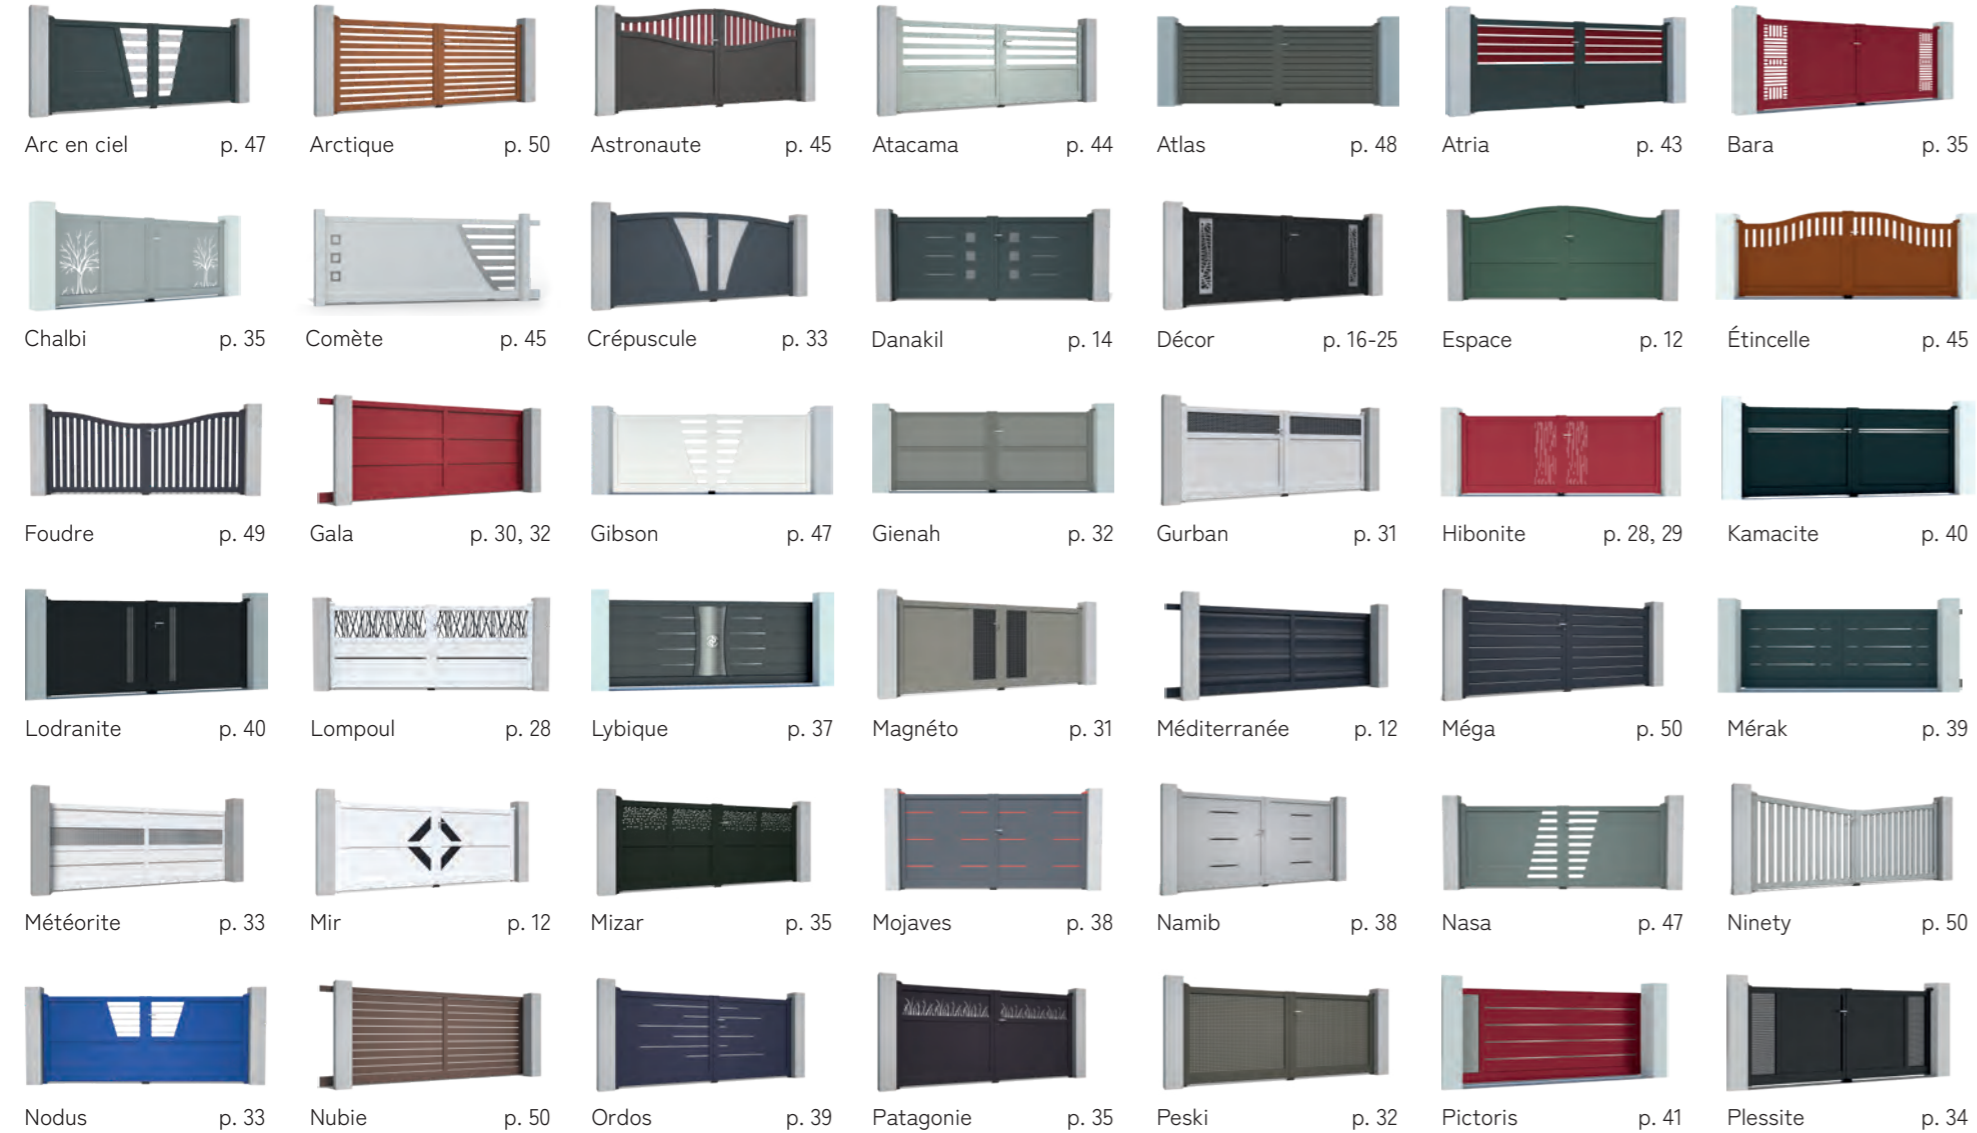 Arc en ciel p. 47 Arctique p. 50 Astronaute p. 45 Atacama p. 44 Atlas p. 48 Atria p. 43 Bara p. 35
Chalbi p. 35 Comète p. 45 Crépuscule p. 33 Danakil p. 14 Décor p. 16-25 Espace p. 12 Étincelle p. 45
Foudre p. 49 Gala p. 30, 32 Gibson p. 47 Gienah p. 32 Gurban p. 31 Hibonite p. 28, 29 Kamacite p. 40
Lodranite p. 40 Lompoul p. 28 Lybique p. 37 Magnéto p. 31 Méditerranée p. 12 Méga p. 50 Mérak p. 39
Météorite p. 33 Mir p. 12 Mizar p. 35 Mojaves p. 38 Namib p. 38 Nasa p. 47 Ninety p. 50
Nodus p. 33 Nubie p. 50 Ordos p. 39 Patagonie p. 35 Peski p. 32 Pictoris p. 41 Plessite p. 34